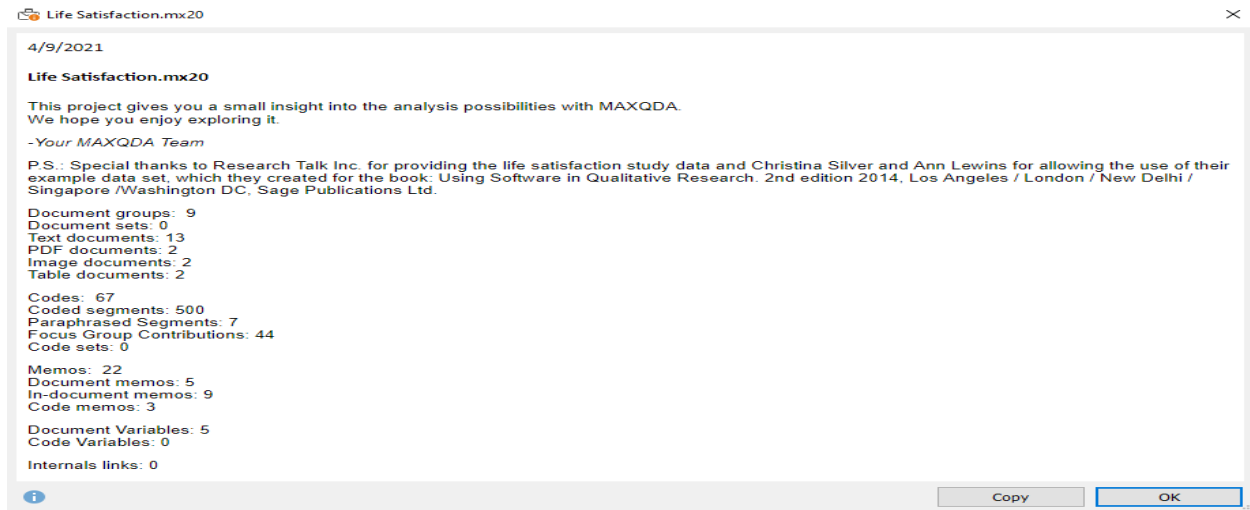 Life Satisfaction.mx20
4/9/2021
Life Satisfaction.mx20
This project gives you a small insight into the analysis possibilities with MAXQDA.
We hope you enjoy exploring it.
-Your MAXQDA Team
P.S.: Special thanks to Research Talk Inc. for providing the life satisfaction study data and Christina Silver and Ann Lewins for allowing the use of their
example data set, which they created for the book: Using Software in Qualitative Research. 2nd edition 2014, Los Angeles / London / New Delhi /
Singapore /Washington DC, Sage Publications Ltd.
Document groups:  9
Document sets: 0
Text documents: 13
PDF documents: 2
Image documents: 2
Table documents: 2
Codes:  67
Coded segments: 500
Paraphrased Segments: 7
Focus Group Contributions: 44
Code sets: 0
Memos:  22
Document memos: 5
In-document memos: 9
Code memos: 3
Document Variables: 5
Code Variables: 0
Internals links: 0
Copy
OK